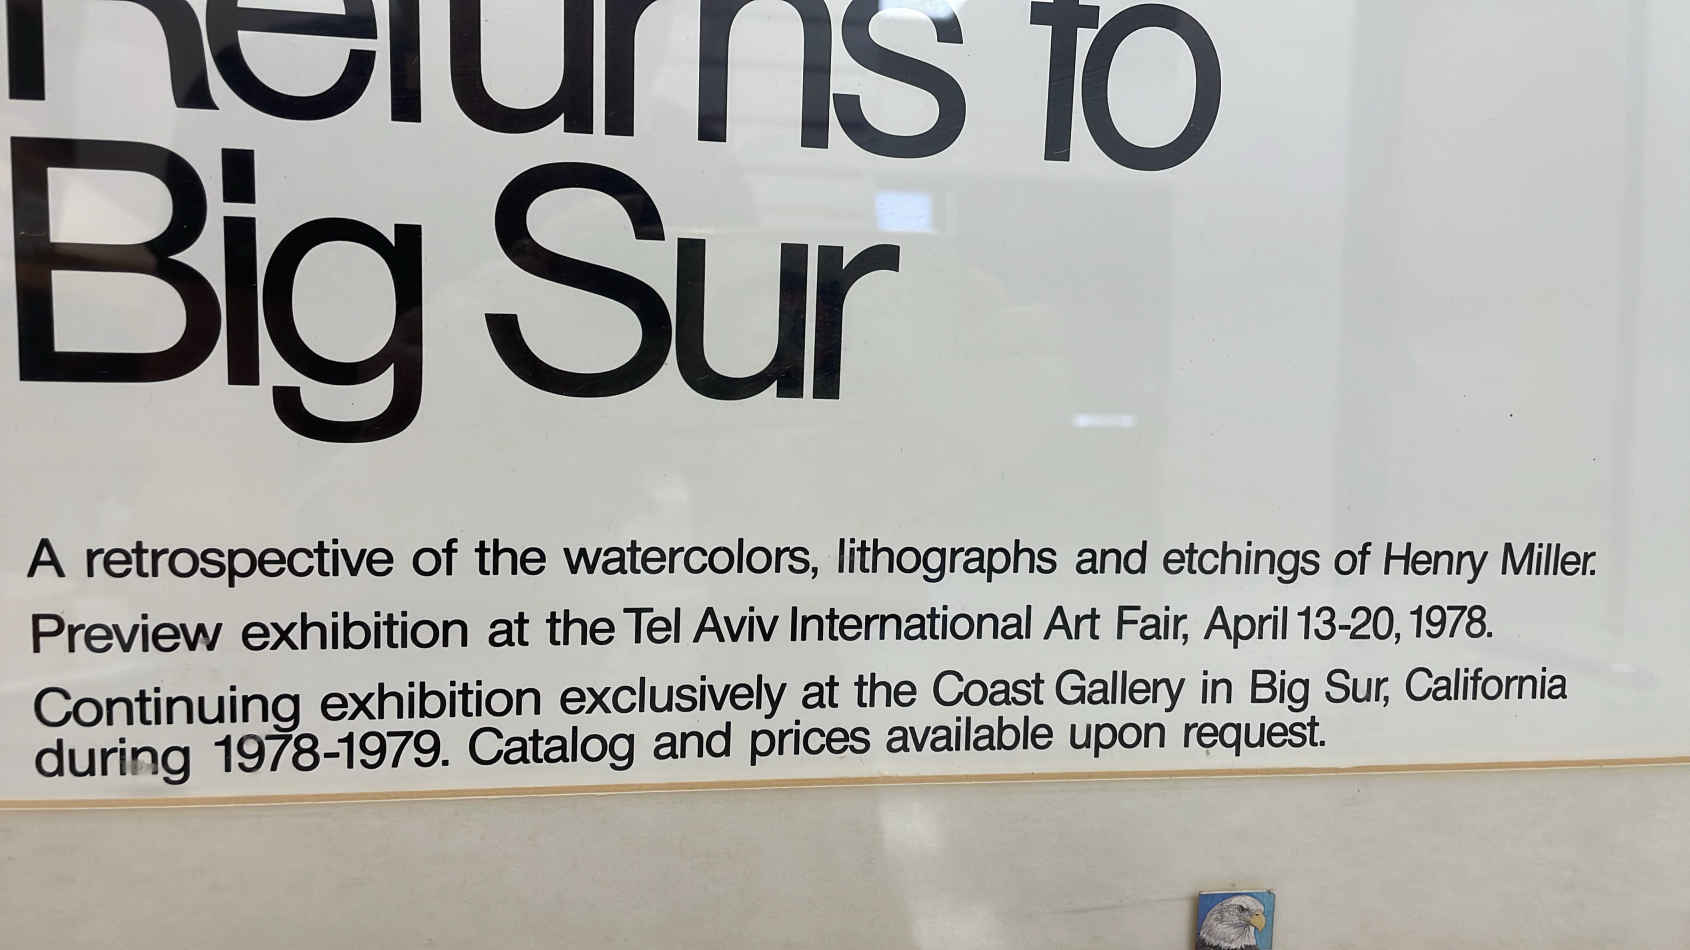 Returns to
Big Sur
A retrospective of the watercolors, lithographs and etchings of Henry Miller.
Preview exhibition at the Tel Aviv International Art Fair, April 13-20, 1978.
Continuing exhibition exclusively at the Coast Gallery in Big Sur, California
during 1978-1979. Catalog and prices available upon request.